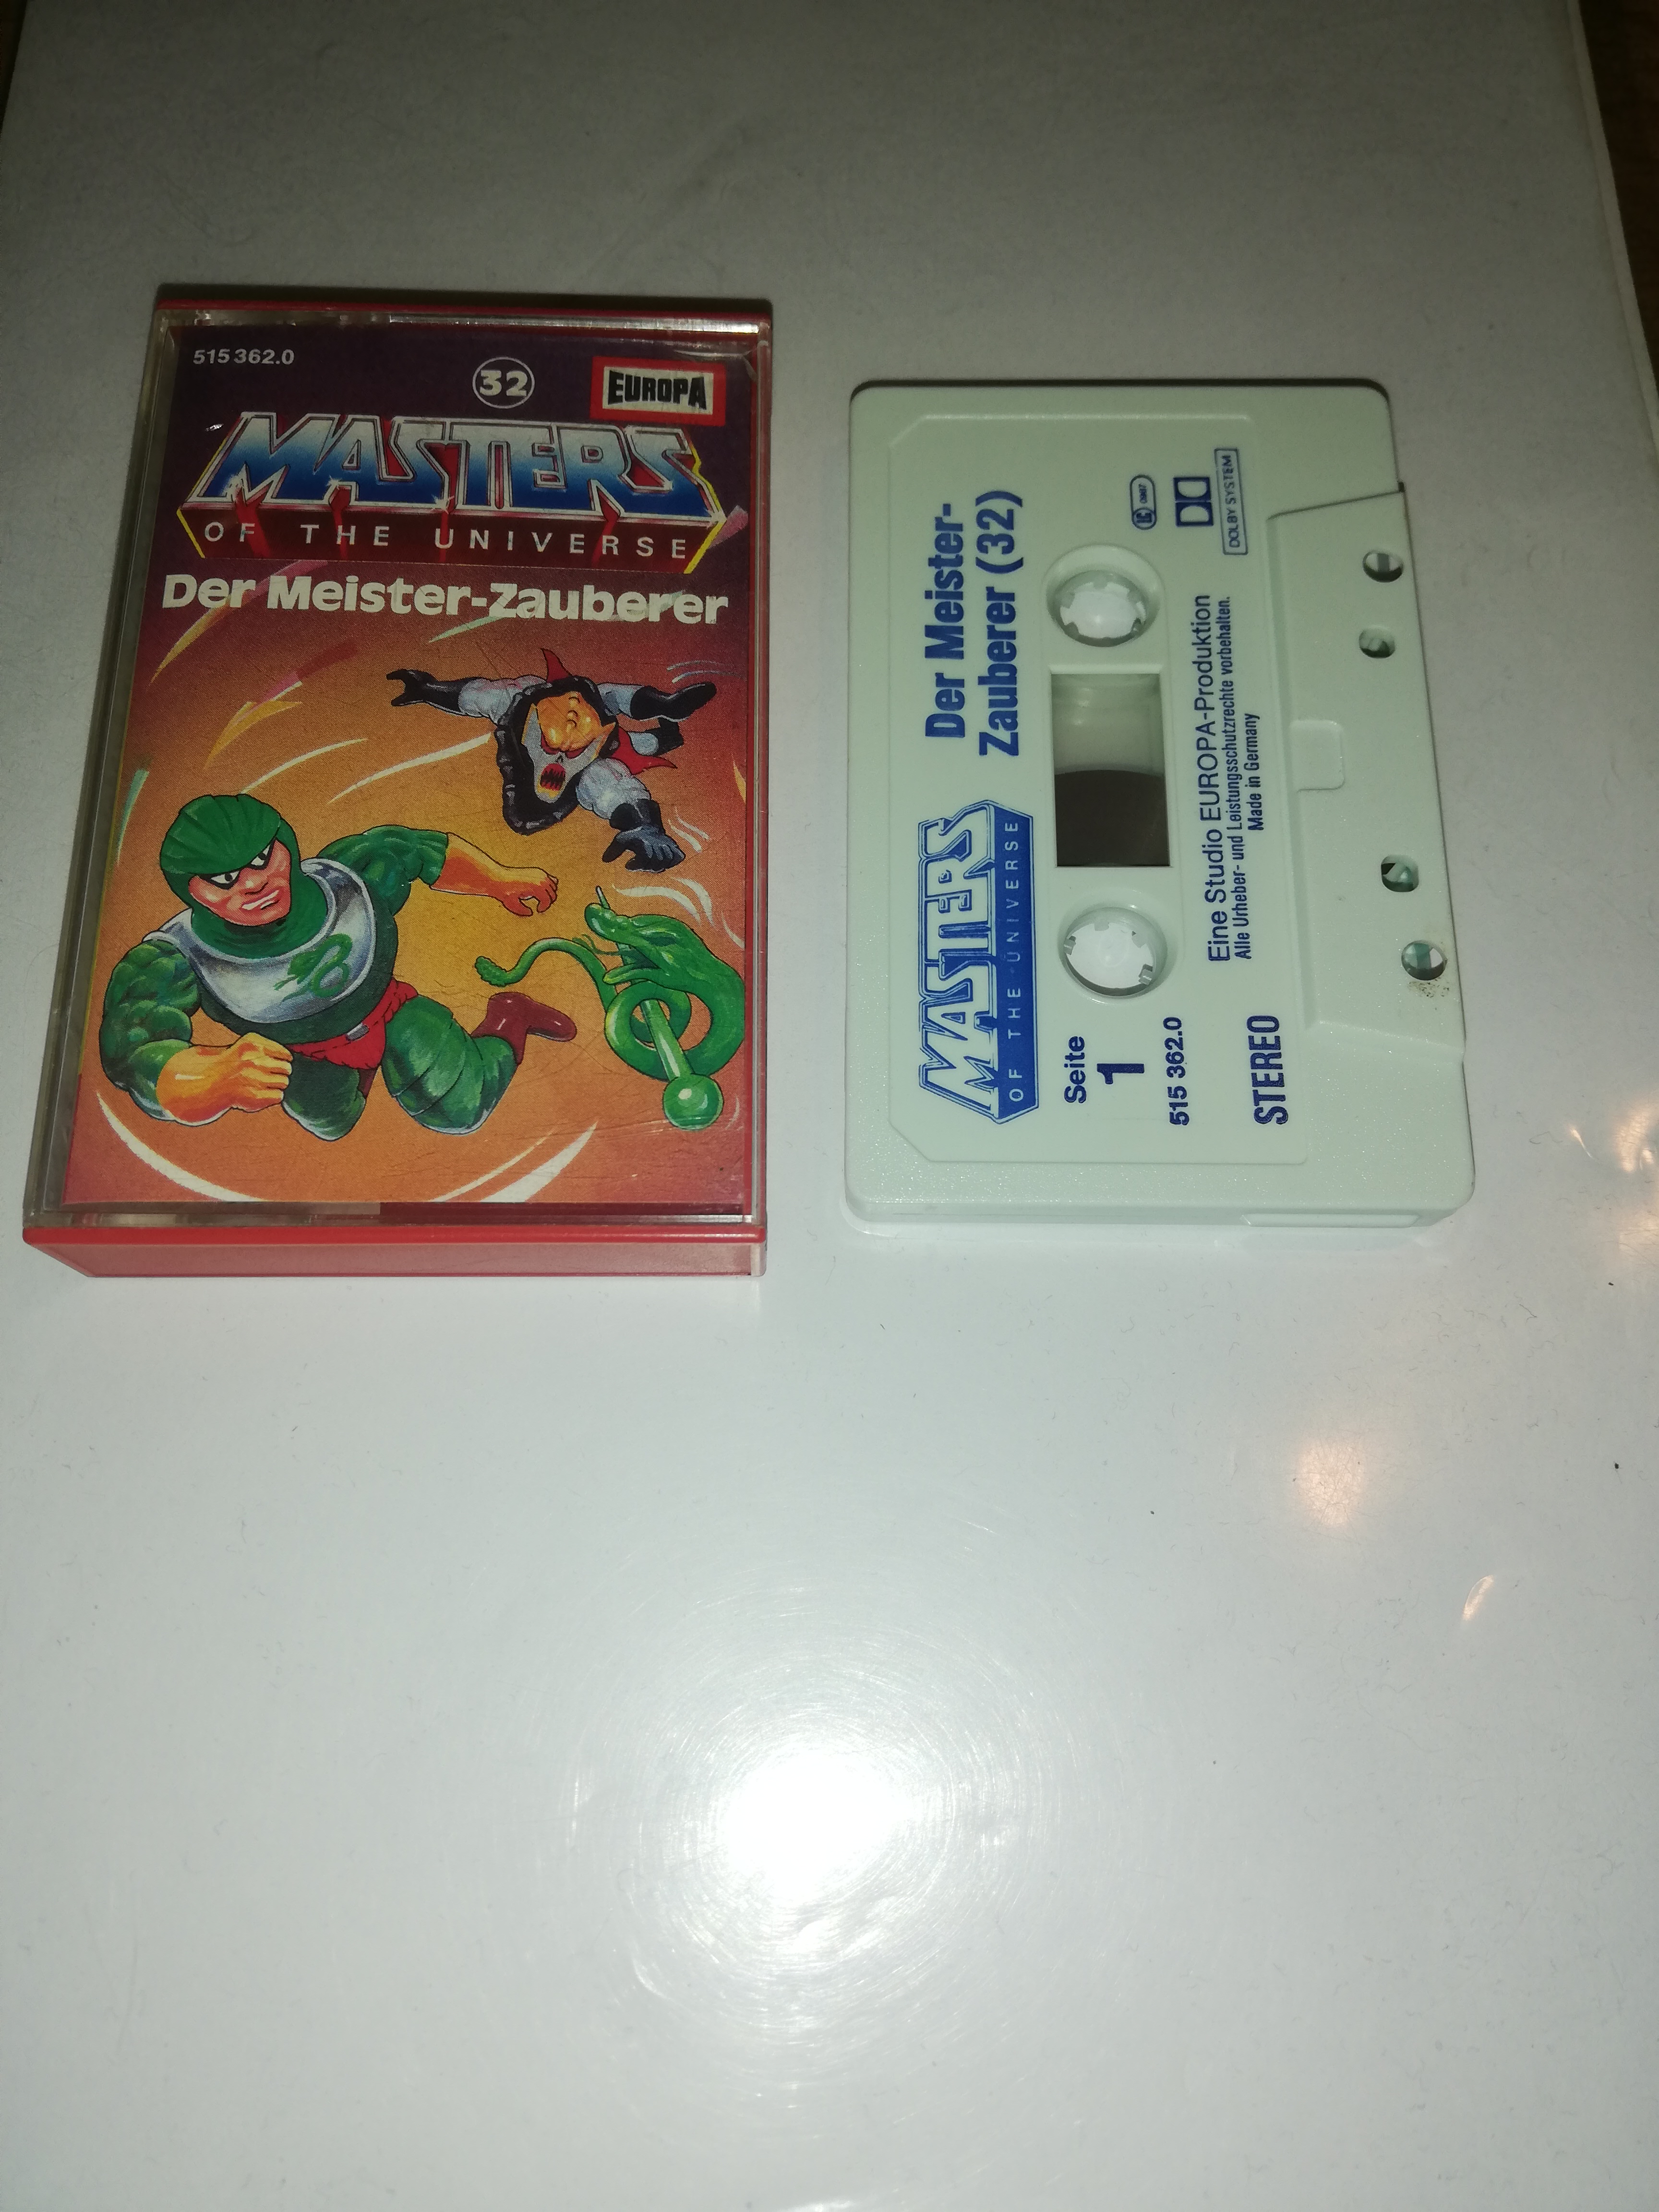 515 362.0
32
EUROPA
MASTERS
OF THE UNIVERSE
Der Meister-Zauberer
MASTERS
OF THE UNIVERSE
Der Meister-
Zauberer (32)
Seite
1
515 362.0
STEREO
LC 0967
DOLBY SYSTEM
Eine Studio EUROPA-Produktion
Alle Urheber- und Leistungsschutzrechte vorbehalten.
Made in Germany